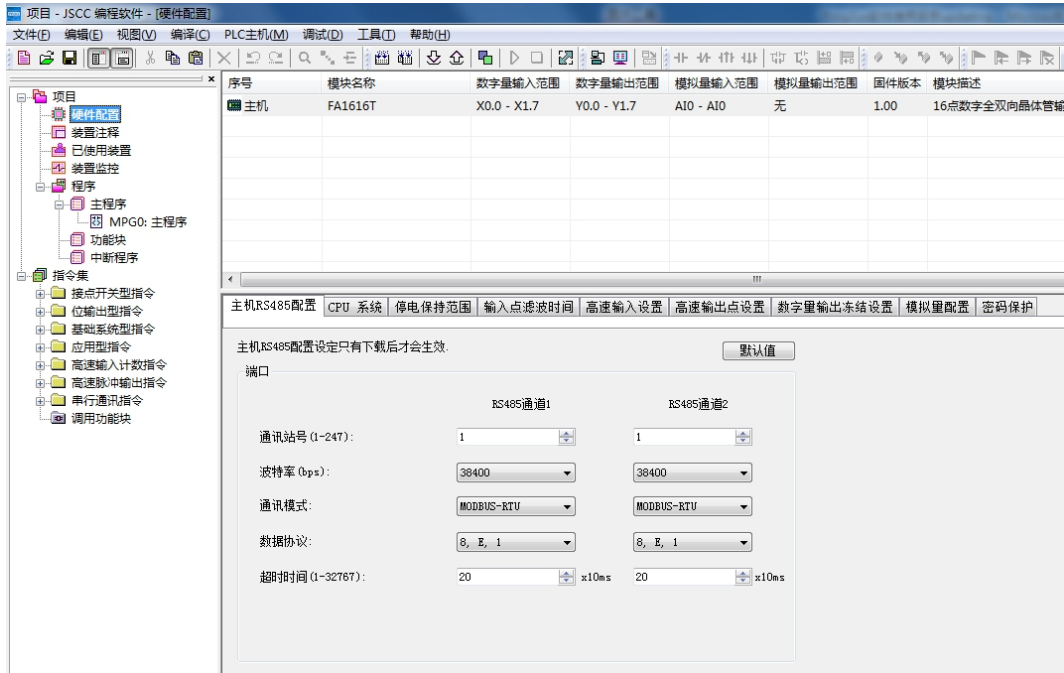 项目 - JSCC 编程软件 - [硬件配置]
文件(F) 编辑(E) 视图(V) 编译(C) PLC主机(M) 调试(D) 工具(T) 帮助(H)
序号 模块名称 数字量输入范围 数字量输出范围 模拟量输入范围 模拟量输出范围 固件版本 模块描述
主机 FA1616T X0.0 - X1.7 Y0.0 - Y1.7 AI0 - AI0 无 1.00 16点数字全双向晶体管输
项目
硬件配置
装置注释
已使用装置
装置监控
程序
主程序
MPG0: 主程序
功能块
中断程序
指令集
接点开关型指令
位输出型指令
基础系统型指令
应用型指令
高速输入计数指令
高速脉冲输出指令
串行通讯指令
调用功能块
主机RS485配置 CPU 系统 停电保持范围 输入点滤波时间 高速输入设置 高速输出点设置 数字量输出冻结设置 模拟量配置 密码保护
主机RS485配置设定只有下载后才会生效. 默认值
端口
RS485通道1 RS485通道2
通讯站号(1-247): 1 1
波特率(bps): 38400 38400
通讯模式: MODBUS-RTU MODBUS-RTU
数据协议: 8, E, 1 8, E, 1
超时时间(1-32767): 20 x10ms 20 x10ms